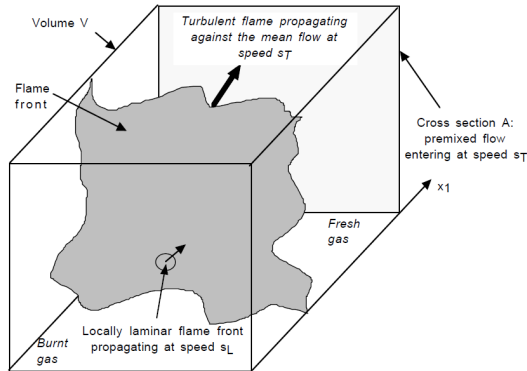 Volume V
Turbulent flame propagating
against the mean flow at
speed sT
Flame
front
Cross section A:
premixed flow
entering at speed sT
x1
Fresh
gas
Locally laminar flame front
propagating at speed sL
Burnt
gas